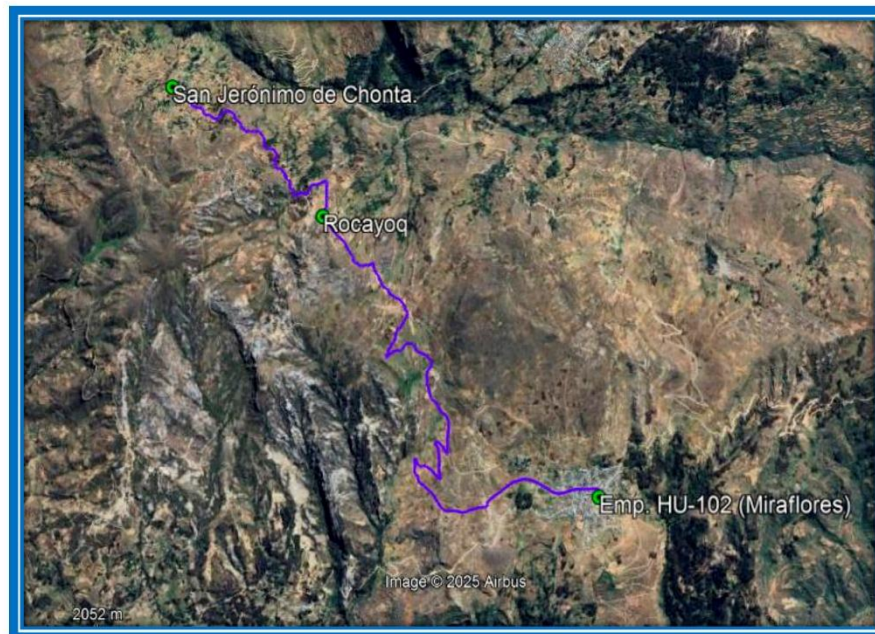 San Jerónimo de Chonta.
Rocayoq
Emp. HU-102 (Miraflores)
Image © 2025 Airbus
2052 m